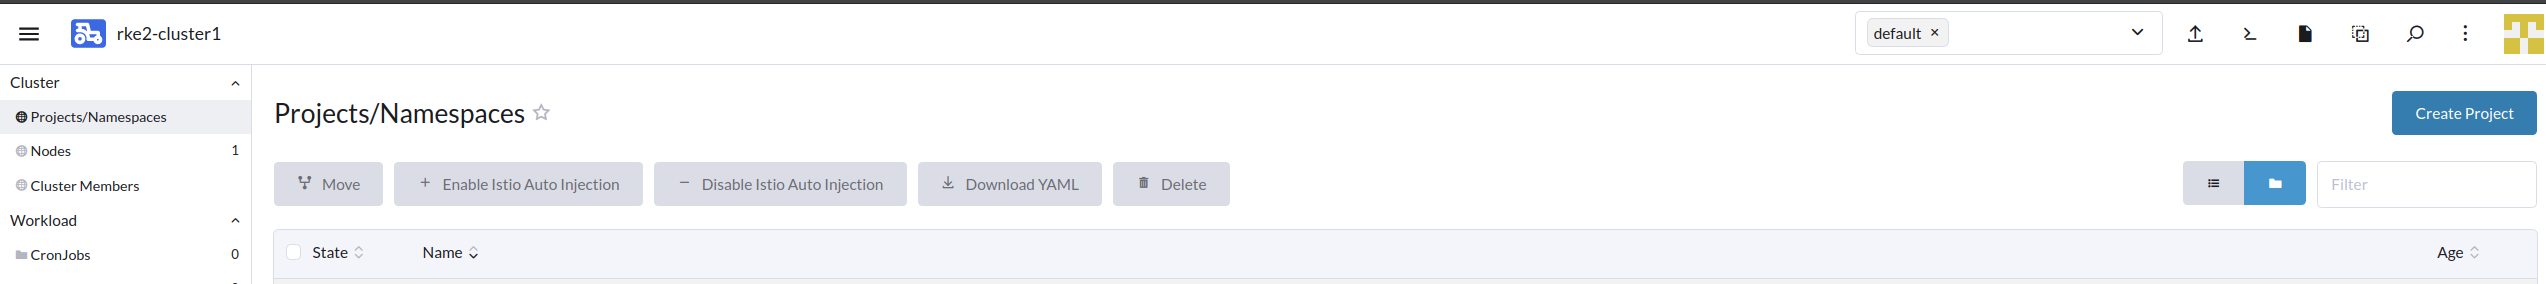 rke2-cluster1
default ×
Cluster
Projects/Namespaces
Nodes 1
Cluster Members
Workload
CronJobs 0
Projects/Namespaces
Create Project
Move
Enable Istio Auto Injection
Disable Istio Auto Injection
Download YAML
Delete
Filter
State
Name
Age